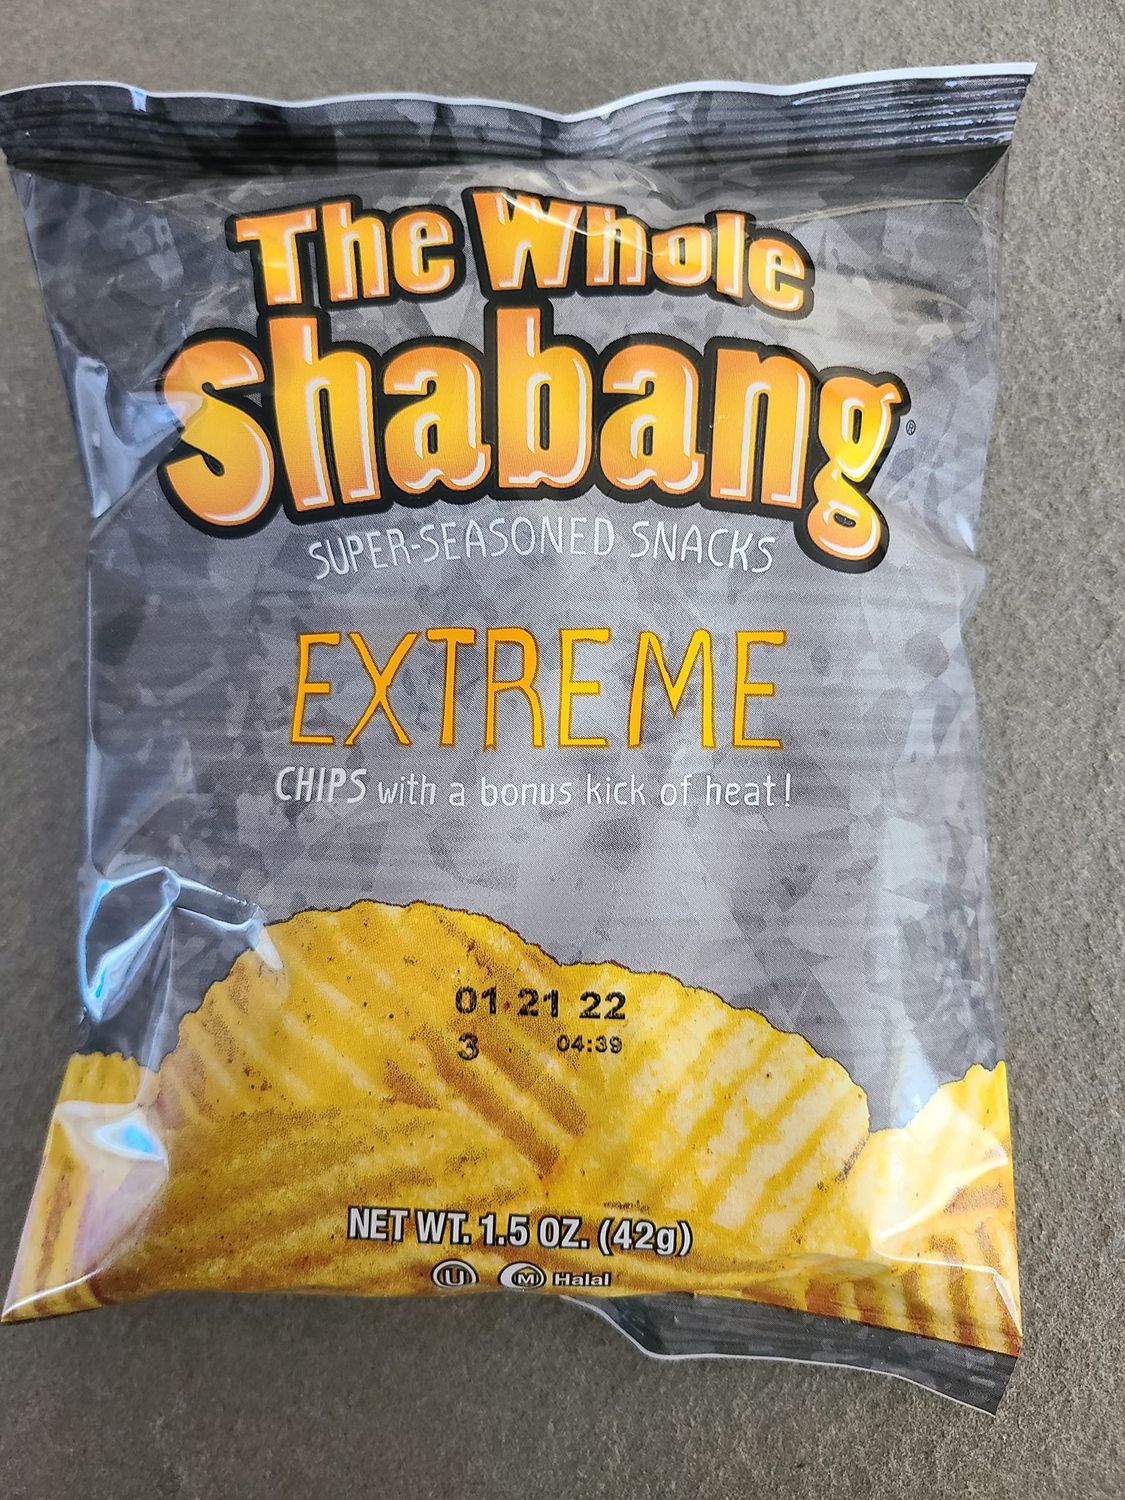 The Whole
Shabang®
SUPER-SEASONED SNACKS
EXTREME
CHIPS with a bonus kick of heat!
01 21 22
3 04:39
NET WT. 1.5 OZ. (42g)
U M Halal